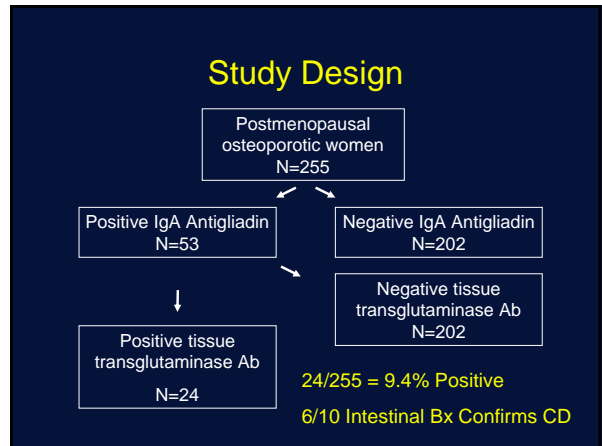 Study Design
Postmenopausal
osteoporotic women
N=255
Positive IgA Antigliadin
N=53
Negative IgA Antigliadin
N=202
Negative tissue
transglutaminase Ab
N=202
Positive tissue
transglutaminase Ab
N=24
24/255 = 9.4% Positive
6/10 Intestinal Bx Confirms CD